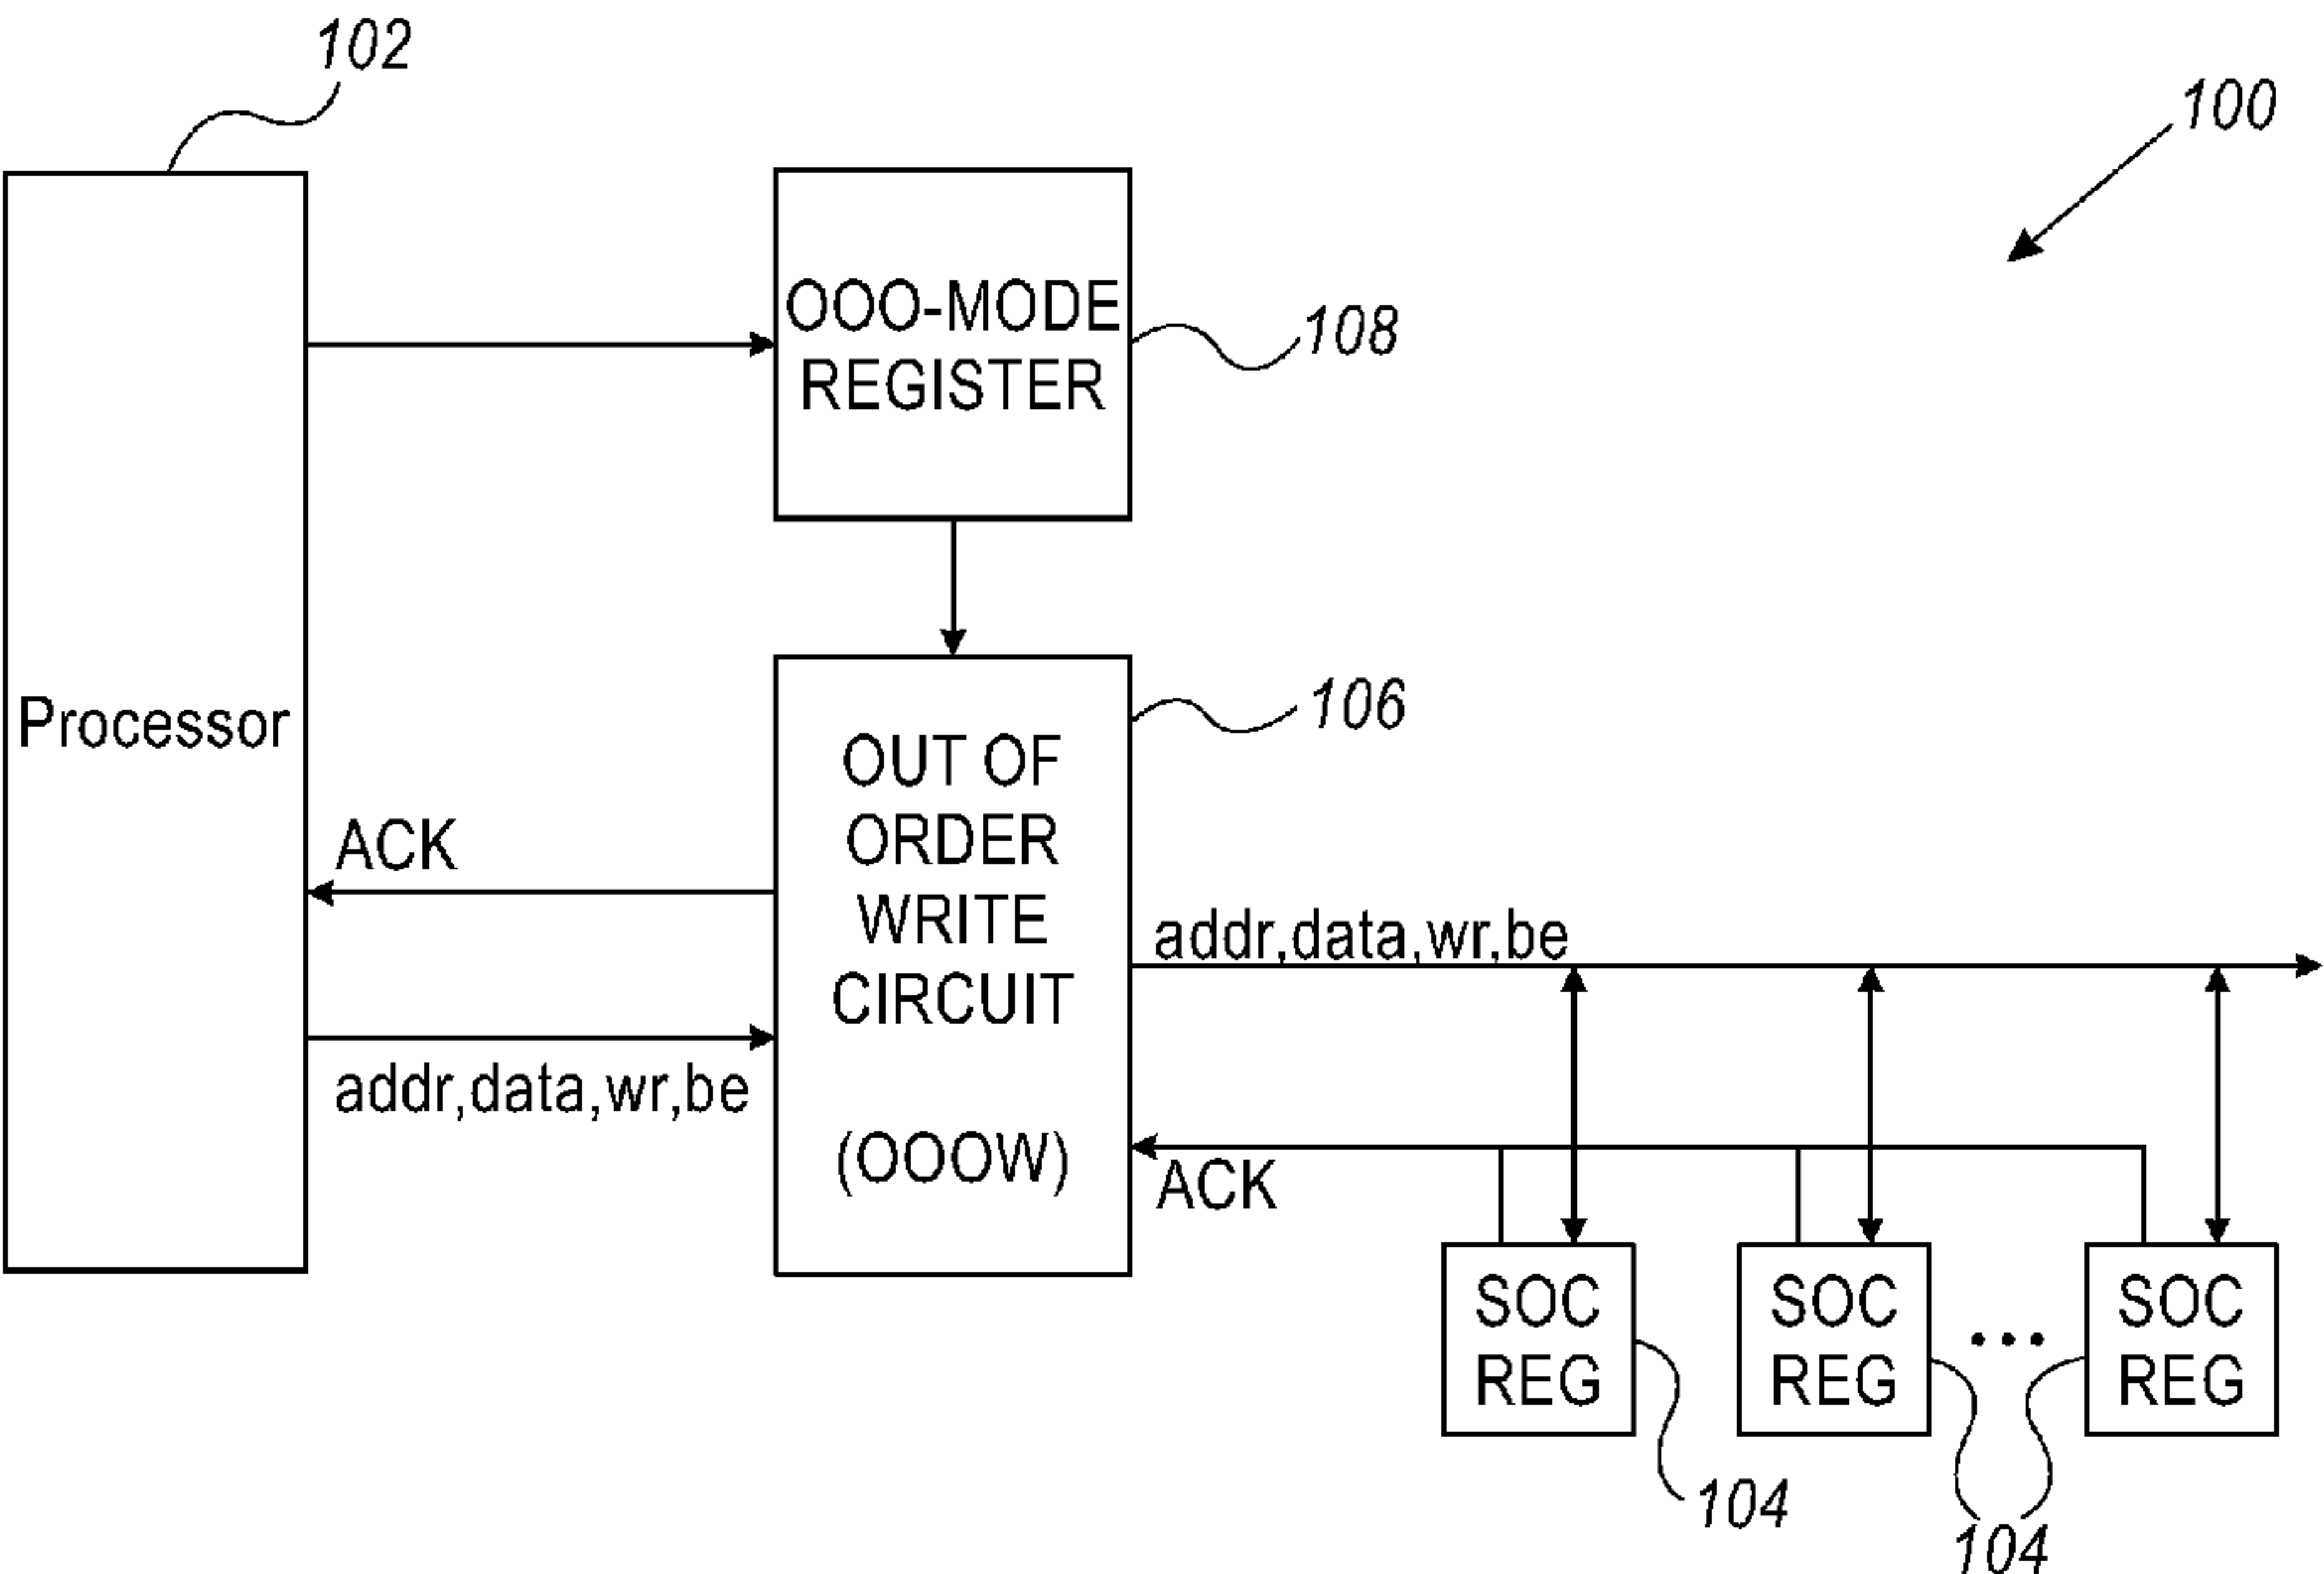 102
100
OOO-MODE
REGISTER
108
Processor
106
OUT OF
ORDER
WRITE
CIRCUIT
(OOOW)
ACK
addr,data,wr,be
addr,data,wr,be
ACK
SOC
REG
SOC
REG
...
SOC
REG
104
104